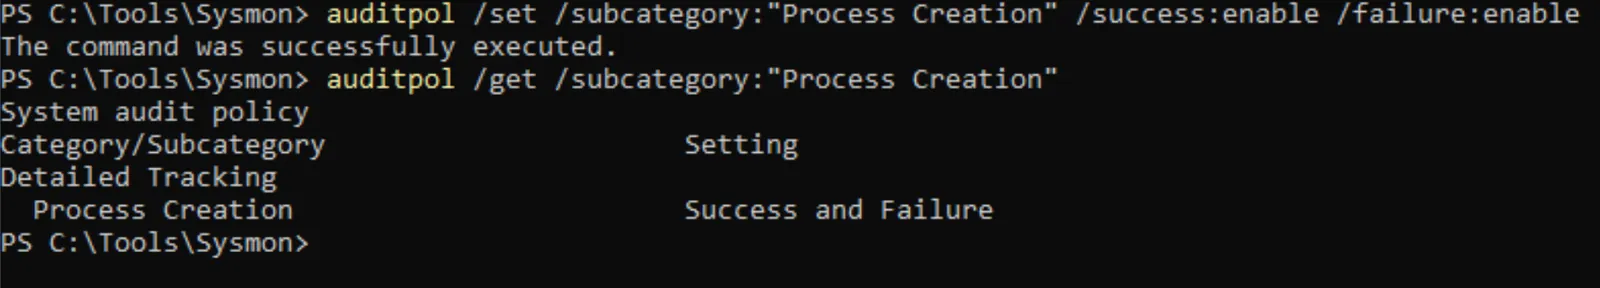 PS C:\Tools\Sysmon> auditpol /set /subcategory:"Process Creation" /success:enable /failure:enable
The command was successfully executed.
PS C:\Tools\Sysmon> auditpol /get /subcategory:"Process Creation"
System audit policy
Category/Subcategory                      Setting
Detailed Tracking
  Process Creation                        Success and Failure
PS C:\Tools\Sysmon>